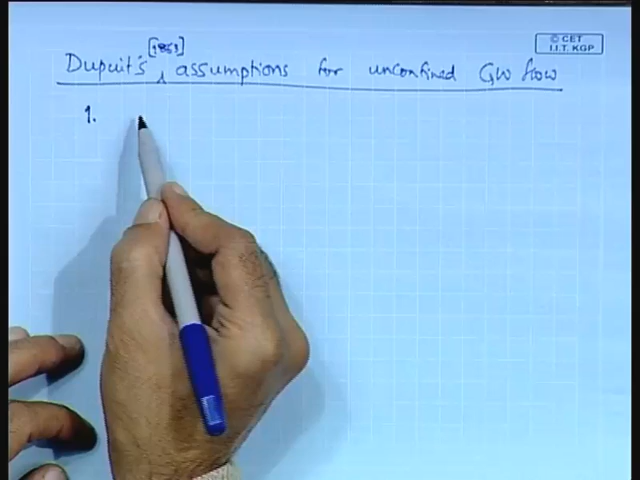 © CET
I.I.T. KGP
[1863]
Dupuit's ʌ assumptions for unconfined GW flow
1.